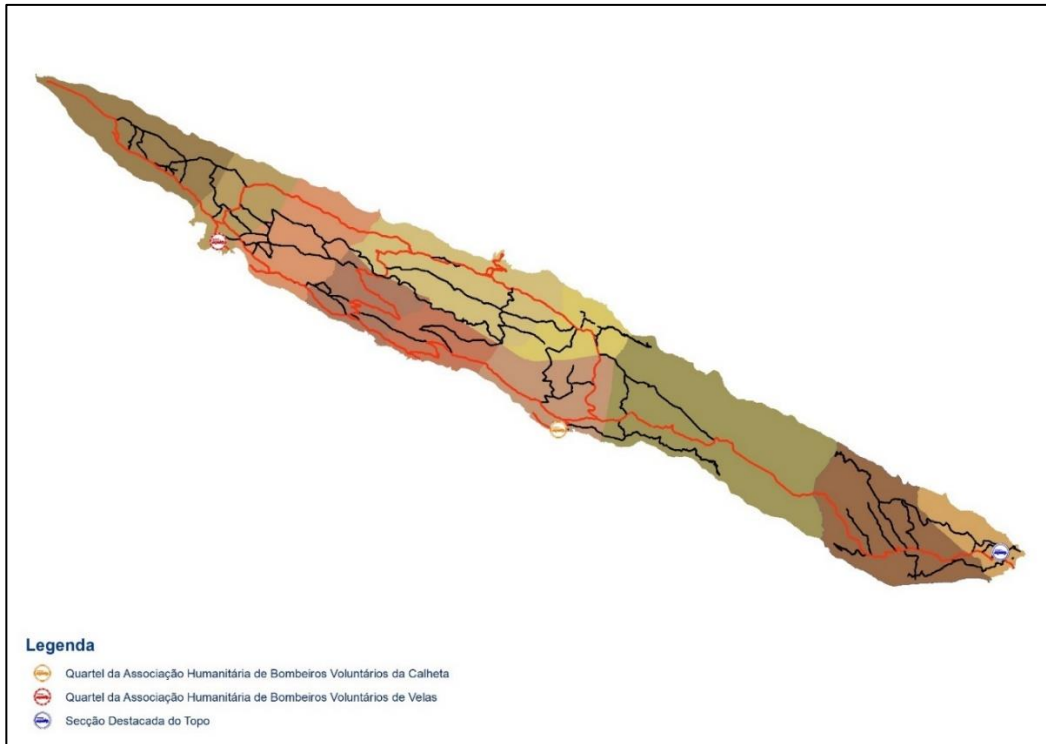 Legenda
Quartel da Associação Humanitária de Bombeiros Voluntários da Calheta
Quartel da Associação Humanitária de Bombeiros Voluntários de Velas
Secção Destacada do Topo